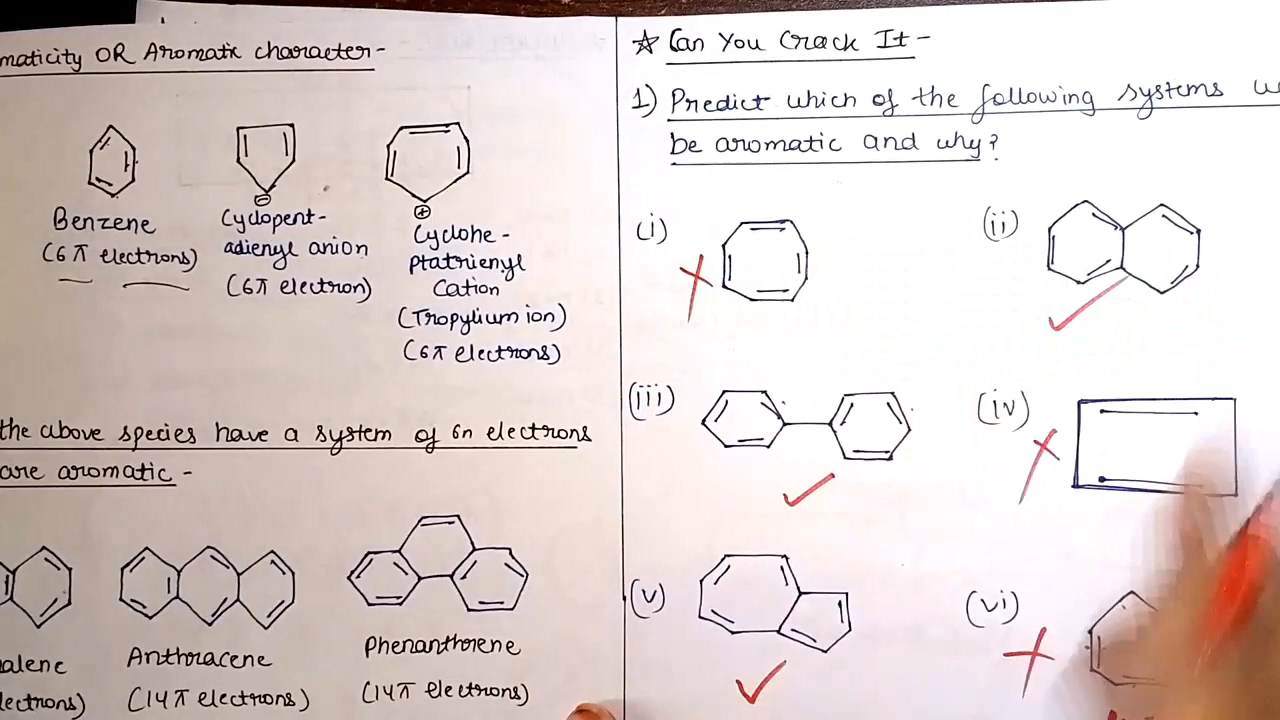 maticity OR Aromatic character-
Benzene
(6π electrons)
Cyclopent-
adienyl anion
(6π electron)
Cyclohe-
ptatrienyl
Cation
(Tropylium ion)
(6π electrons)
the above species have a system of 6n electrons
are aromatic -
alene
lectrons)
Anthracene
(14π electrons)
Phenanthrene
(14π electrons)
☆ Can You Crack It-
1) Predict which of the following systems w
be aromatic and why?
(i)
(ii)
(iii)
(iv)
(v)
(vi)